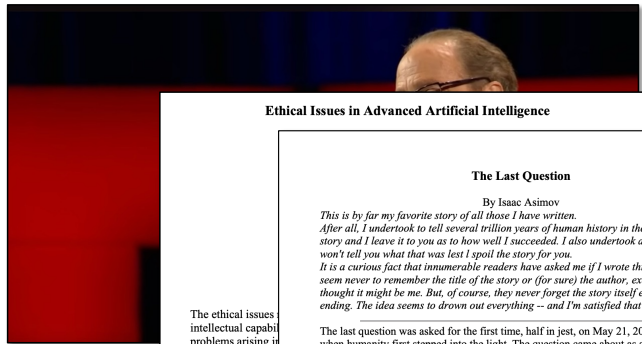 Ethical Issues in Advanced Artificial Intelligence
The Last Question
By Isaac Asimov
This is by far my favorite story of all those I have written.
After all, I undertook to tell several trillion years of human history in the
story and I leave it to you as to how well I succeeded. I also undertook
won't tell you what that was lest l spoil the story for you.
It is a curious fact that innumerable readers have asked me if I wrote
seem never to remember the title of the story or (for sure) the author,
thought it might be me. But, of course, they never forget the story itself
ending. The idea seems to drown out everything -- and I'm satisfied that
The ethical issues
intellectual
problems arising
The last question was asked for the first time, half in jest, on May 21,
when humanity first stepped into the light. The question came about as